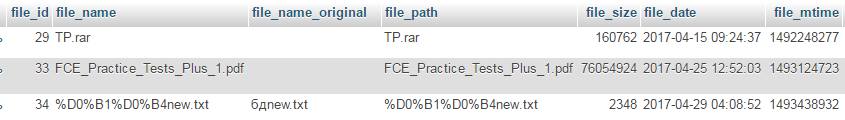 file_id file_name file_name_original file_path file_size file_date file_mtime
29 TP.rar TP.rar 160762 2017-04-15 09:24:37 1492248277
33 FCE_Practice_Tests_Plus_1.pdf FCE_Practice_Tests_Plus_1.pdf 76054924 2017-04-25 12:52:03 1493124723
34 %D0%B1%D0%B4new.txt бдnew.txt %D0%B1%D0%B4new.txt 2348 2017-04-29 04:08:52 1493438932